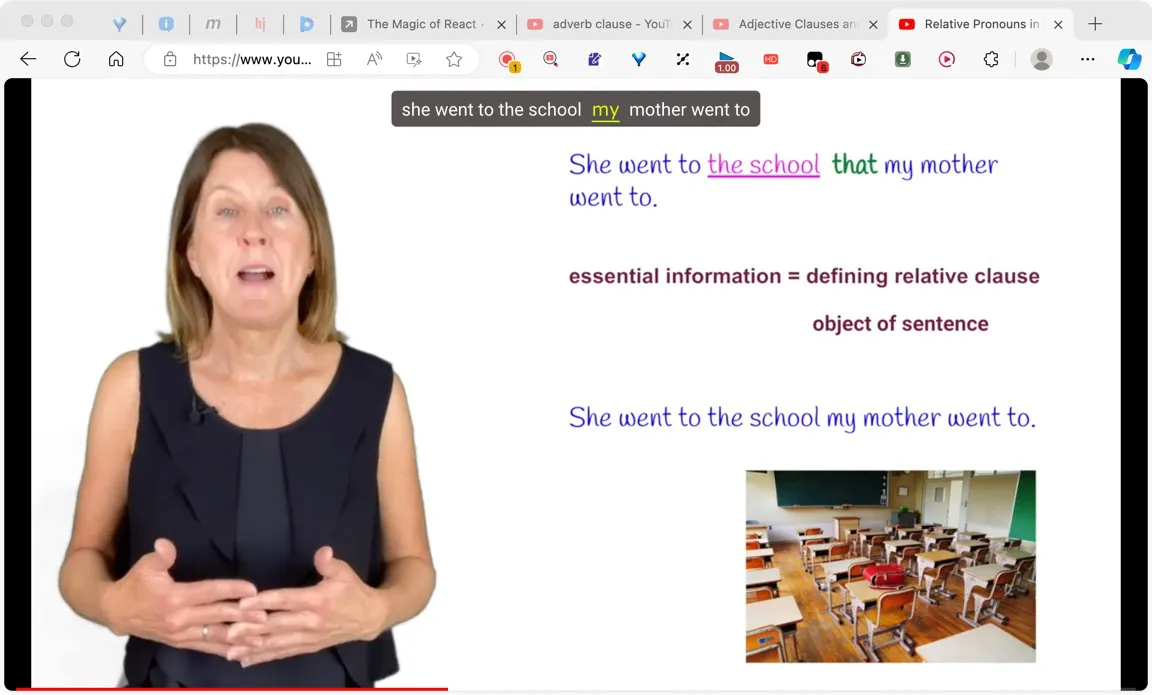 m
hj
b
The Magic of React
adverb clause - YouT
Adjective Clauses an
Relative Pronouns in
https://www.you...
1
1.00
HD
6
she went to the school my mother went to
She went to the school that my mother
went to.
essential information = defining relative clause
object of sentence
She went to the school my mother went to.